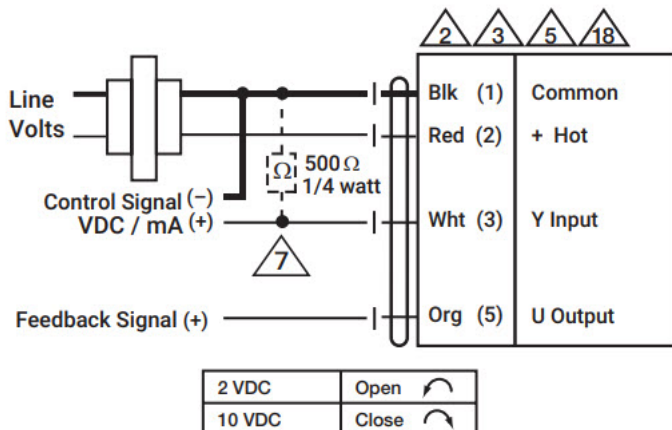 2 3 5 18
Line
Volts
Blk (1) Common
Red (2) + Hot
Ω 500 Ω
1/4 watt
Control Signal (–)
VDC / mA (+)
Wht (3) Y Input
7
Feedback Signal (+)
Org (5) U Output
2 VDC Open
10 VDC Close